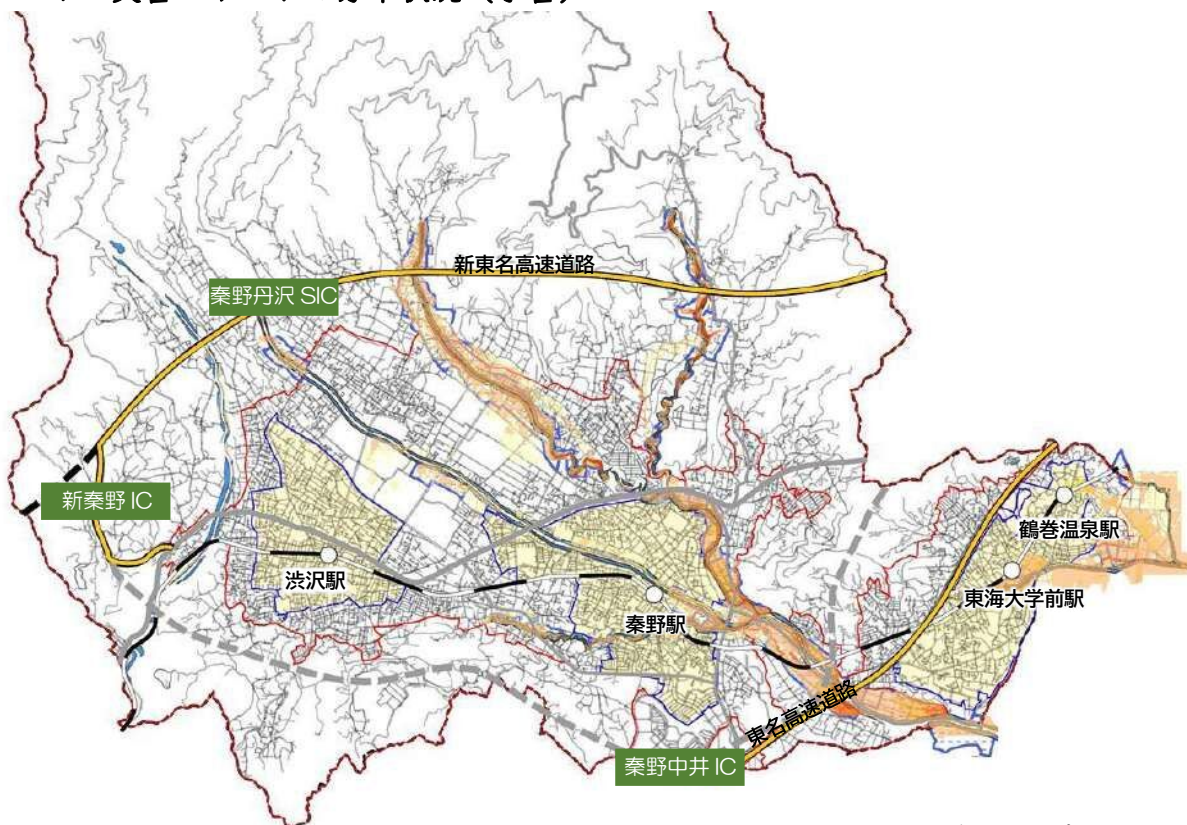 新東名高速道路
秦野丹沢 SIC
新秦野 IC
渋沢駅
秦野駅
鶴巻温泉駅
東海大学前駅
東名高速道路
秦野中井 IC